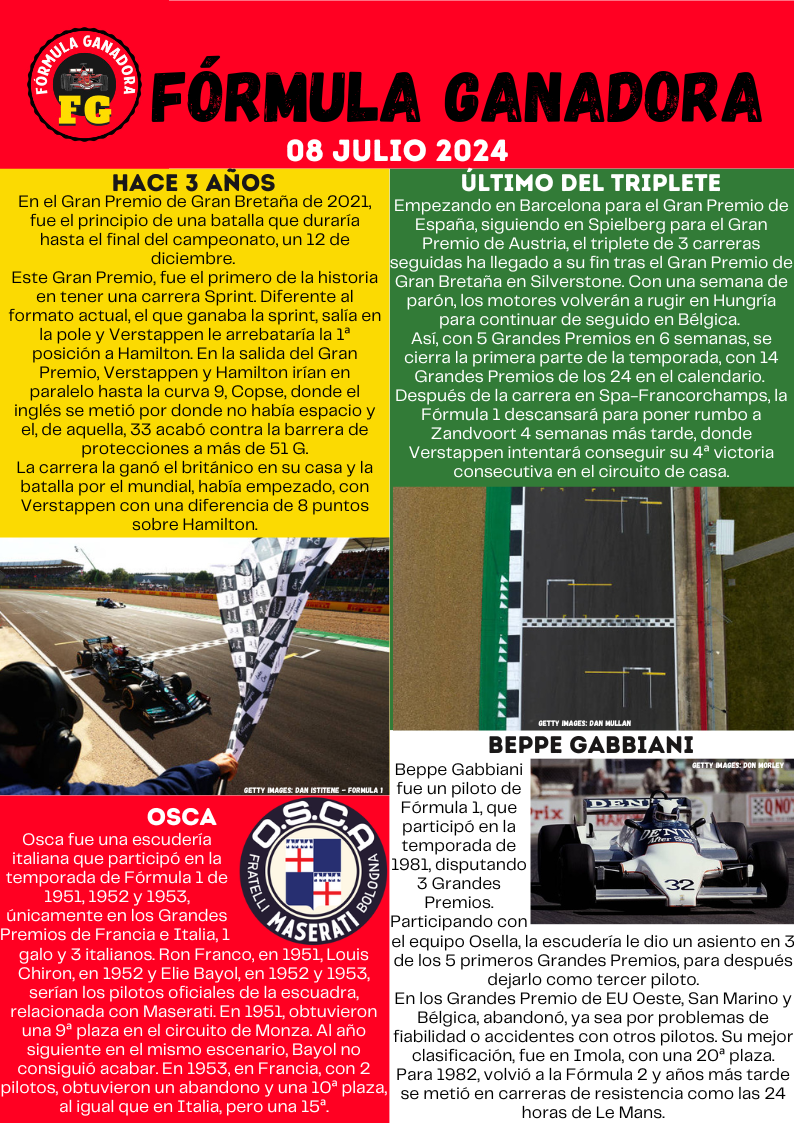 FÓRMULA GANADORA
FG
FÓRMULA GANADORA
08 JULIO 2024
HACE 3 AÑOS
En el Gran Premio de Gran Bretaña de 2021,
fue el principio de una batalla que duraría
hasta el final del campeonato, un 12 de
diciembre.
Este Gran Premio, fue el primero de la historia
en tener una carrera Sprint. Diferente al
formato actual, el que ganaba la sprint, salía en
la pole y Verstappen le arrebataría la 1ª
posición a Hamilton. En la salida del Gran
Premio, Verstappen y Hamilton irían en
paralelo hasta la curva 9, Copse, donde el
inglés se metió por donde no había espacio y
el, de aquella, 33 acabó contra la barrera de
protecciones a más de 51 G.
La carrera la ganó el británico en su casa y la
batalla por el mundial, había empezado, con
Verstappen con una diferencia de 8 puntos
sobre Hamilton.
GETTY IMAGES: DAN ISTITENE - FORMULA 1
OSCA
Osca fue una escudería
italiana que participó en la
temporada de Fórmula 1 de
1951, 1952 y 1953,
únicamente en los Grandes
Premios de Francia e Italia, 1
galo y 3 italianos. Ron Franco, en 1951, Louis
Chiron, en 1952 y Elie Bayol, en 1952 y 1953,
serían los pilotos oficiales de la escuadra,
relacionada con Maserati. En 1951, obtuvieron
una 9ª plaza en el circuito de Monza. Al año
siguiente en el mismo escenario, Bayol no
consiguió acabar. En 1953, en Francia, con 2
pilotos, obtuvieron un abandono y una 10ª plaza,
al igual que en Italia, pero una 15ª.
O.S.C.A
FRATELLI
MASERATI
BOLOGNA
ÚLTIMO DEL TRIPLETE
Empezando en Barcelona para el Gran Premio de
España, siguiendo en Spielberg para el Gran
Premio de Austria, el triplete de 3 carreras
seguidas ha llegado a su fin tras el Gran Premio de
Gran Bretaña en Silverstone. Con una semana de
parón, los motores volverán a rugir en Hungría
para continuar de seguido en Bélgica.
Así, con 5 Grandes Premios en 6 semanas, se
cierra la primera parte de la temporada, con 14
Grandes Premios de los 24 en el calendario.
Después de la carrera en Spa-Francorchamps, la
Fórmula 1 descansará para poner rumbo a
Zandvoort 4 semanas más tarde, donde
Verstappen intentará conseguir su 4ª victoria
consecutiva en el circuito de casa.
GETTY IMAGES: DAN MULLAN
BEPPE GABBIANI
Beppe Gabbiani
fue un piloto de
Fórmula 1, que
participó en la
temporada de
1981, disputando
3 Grandes
Premios.
Participando con
el equipo Osella, la escudería le dio un asiento en 3
de los 5 primeros Grandes Premios, para después
dejarlo como tercer piloto.
En los Grandes Premio de EU Oeste, San Marino y
Bélgica, abandonó, ya sea por problemas de
fiabilidad o accidentes con otros pilotos. Su mejor
clasificación, fue en Imola, con una 20ª plaza.
Para 1982, volvió a la Fórmula 2 y años más tarde
se metió en carreras de resistencia como las 24
horas de Le Mans.
GETTY IMAGES: DON MORLEY
DENIM
DENIM
After Shave
32